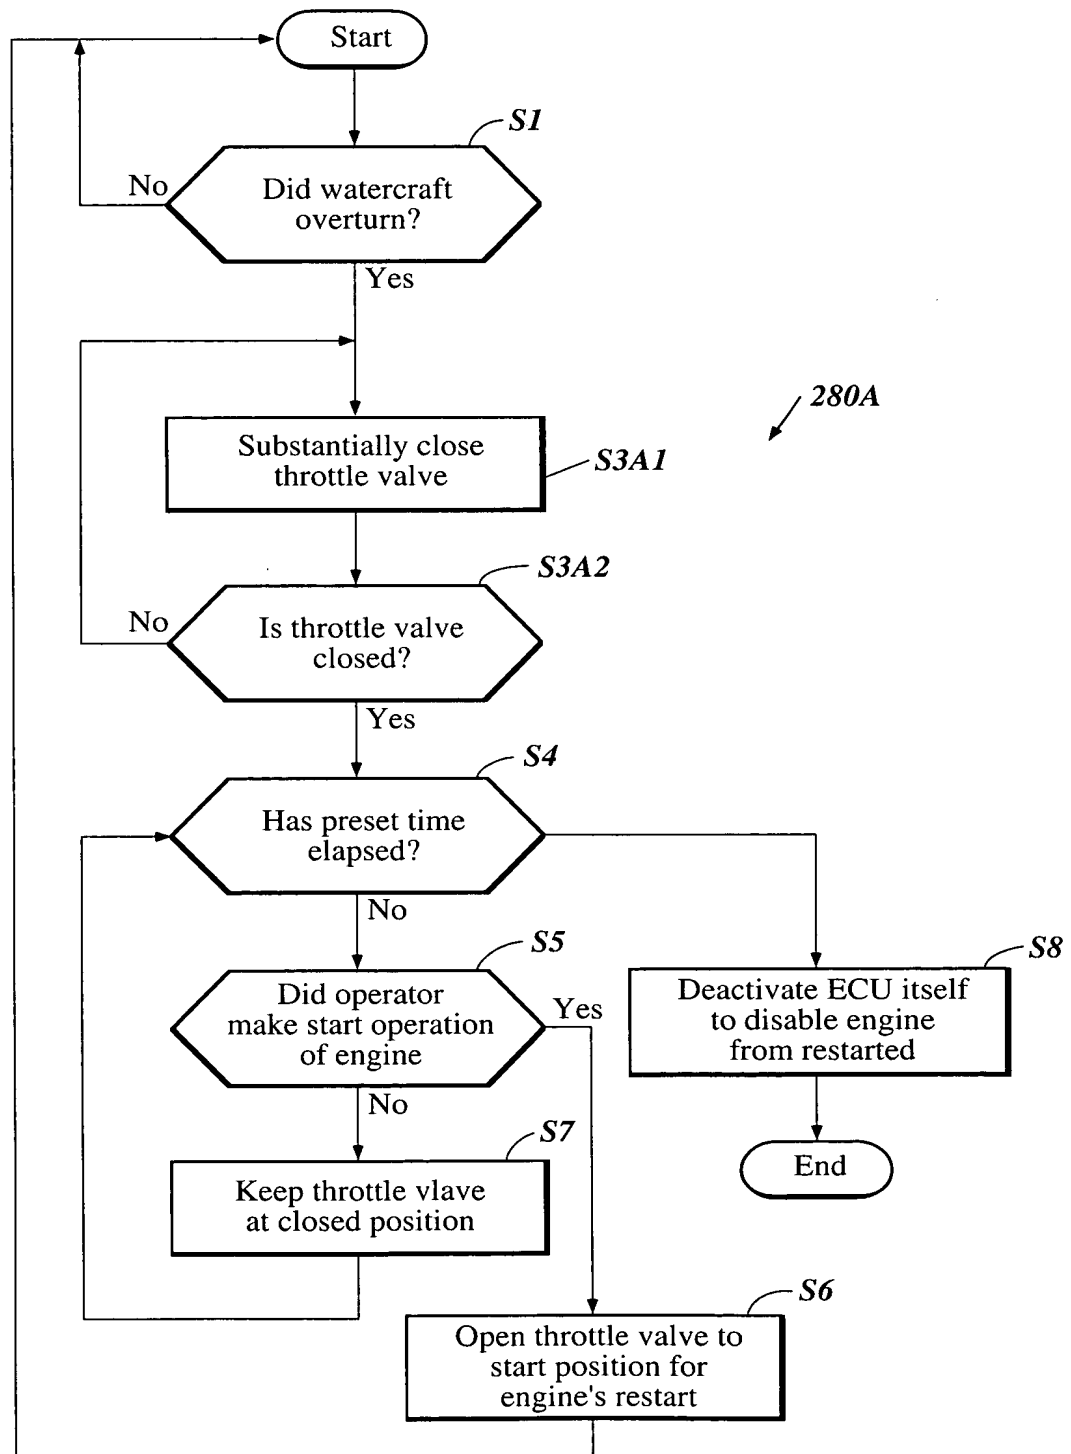 Start
S1
No
Did watercraft
overturn?
Yes
280A
Substantially close
throttle valve
S3A1
S3A2
No
Is throttle valve
closed?
Yes
S4
Has preset time
elapsed?
No
S5
S8
Did operator
make start operation
of engine
Yes
Deactivate ECU itself
to disable engine
from restarted
No
S7
End
Keep throttle vlave
at closed position
S6
Open throttle valve to
start position for
engine's restart